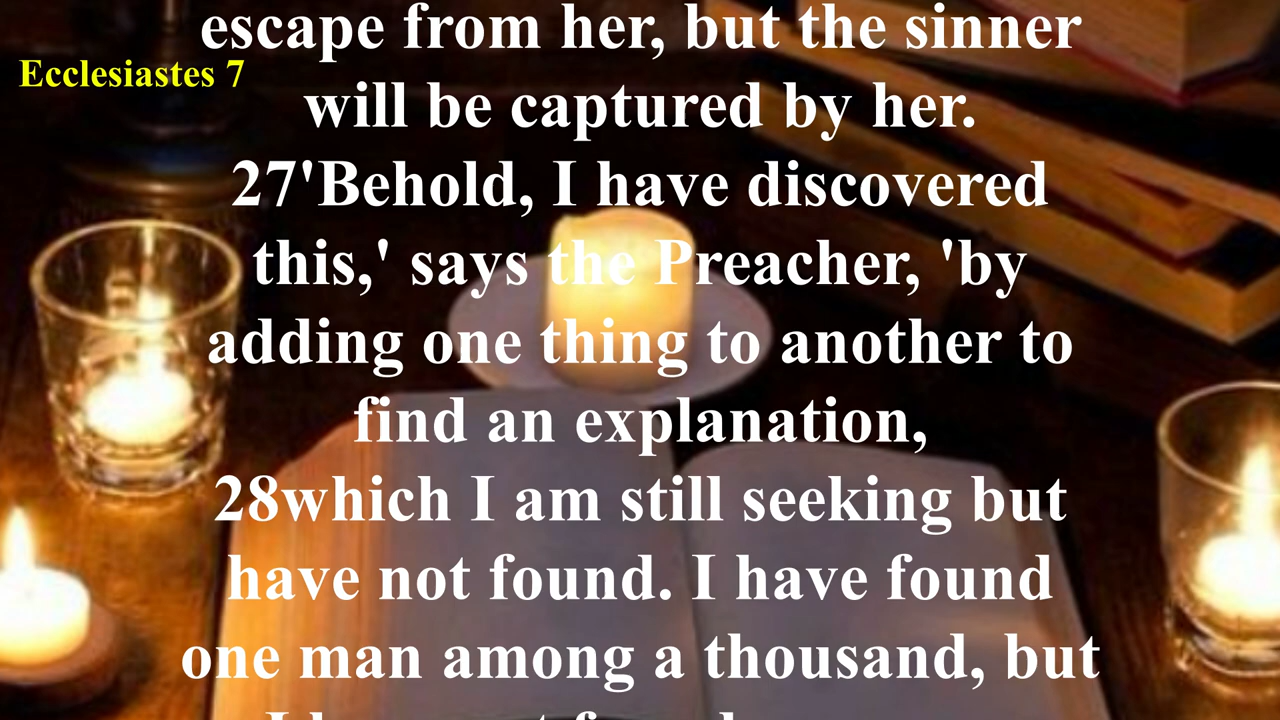 escape from her, but the sinner
Ecclesiastes 7
will be captured by her.
27'Behold, I have discovered
this,' says the Preacher, 'by
adding one thing to another to
find an explanation,
28which I am still seeking but
have not found. I have found
one man among a thousand, but